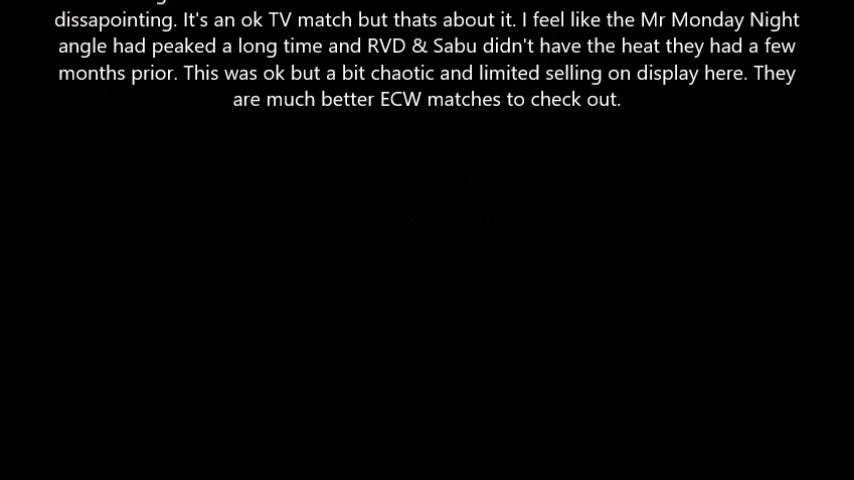 dissapointing. It's an ok TV match but thats about it. I feel like the Mr Monday Night
angle had peaked a long time and RVD & Sabu didn't have the heat they had a few
months prior. This was ok but a bit chaotic and limited selling on display here. They
are much better ECW matches to check out.